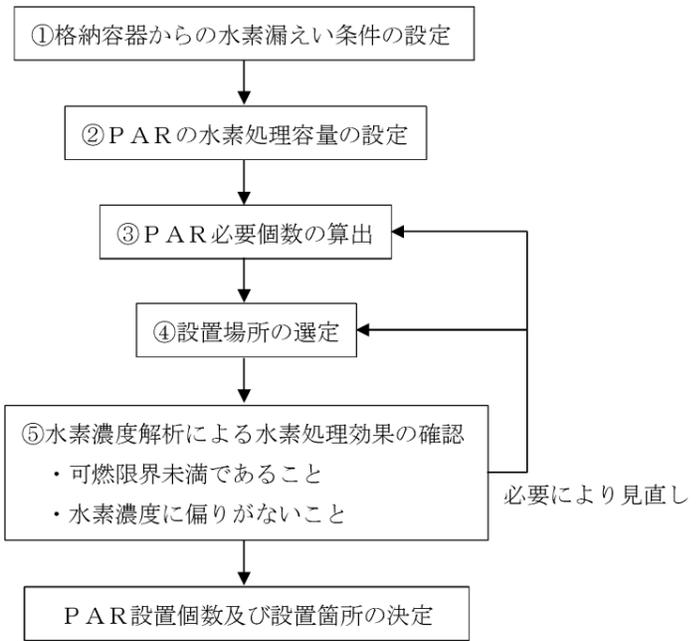 ①格納容器からの水素漏えい条件の設定
②ＰＡＲの水素処理容量の設定
③ＰＡＲ必要個数の算出
④設置場所の選定
⑤水素濃度解析による水素処理効果の確認
・可燃限界未満であること
・水素濃度に偏りがないこと
必要により見直し
ＰＡＲ設置個数及び設置箇所の決定